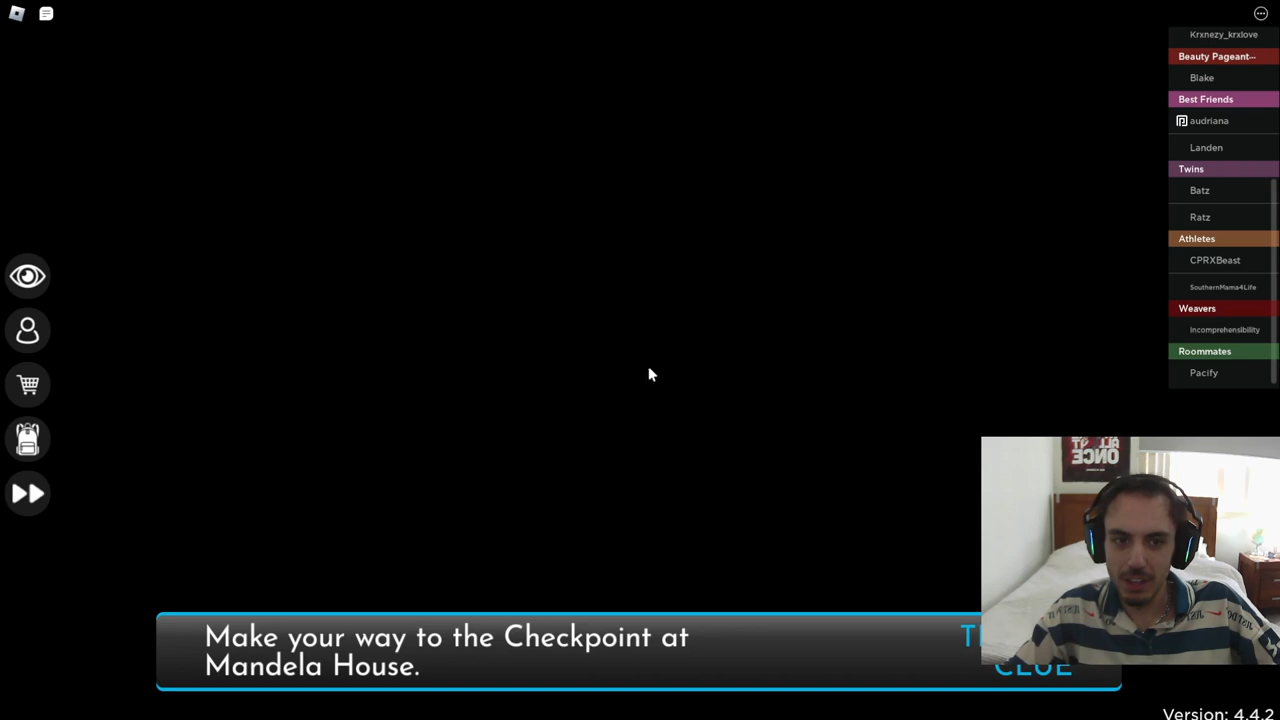 Krxnezy_krxlove
Beauty Pageant...
Blake
Best Friends
audriana
Landen
Twins
Batz
Ratz
Athletes
CPRXBeast
SouthernMama4Life
Weavers
Incomprehensibility
Roommates
Pacify
ONCE
Make your way to the Checkpoint at
Mandela House.
CLUE
Version: 4.4.2